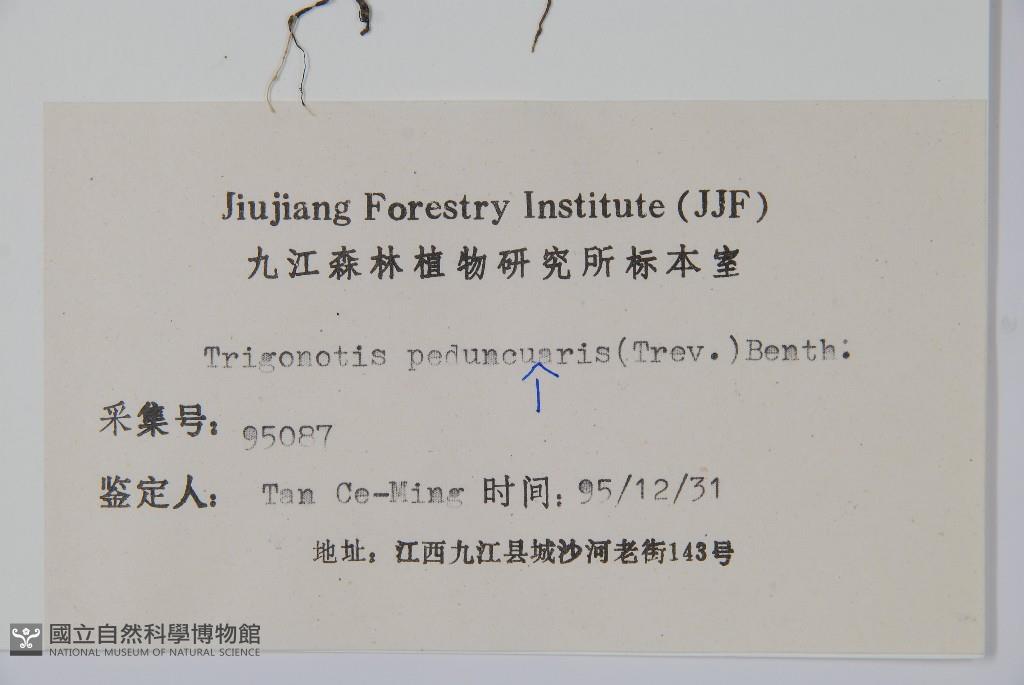 Jiujiang Forestry Institute (JJF)
九江森林植物研究所标本室
Trigonotis peduncuaris(Trev.)Benth:
采集号: 95087
鉴定人: Tan Ce-Ming 时间: 95/12/31
地址: 江西九江县城沙河老街143号
國立自然科學博物館
NATIONAL MUSEUM OF NATURAL SCIENCE